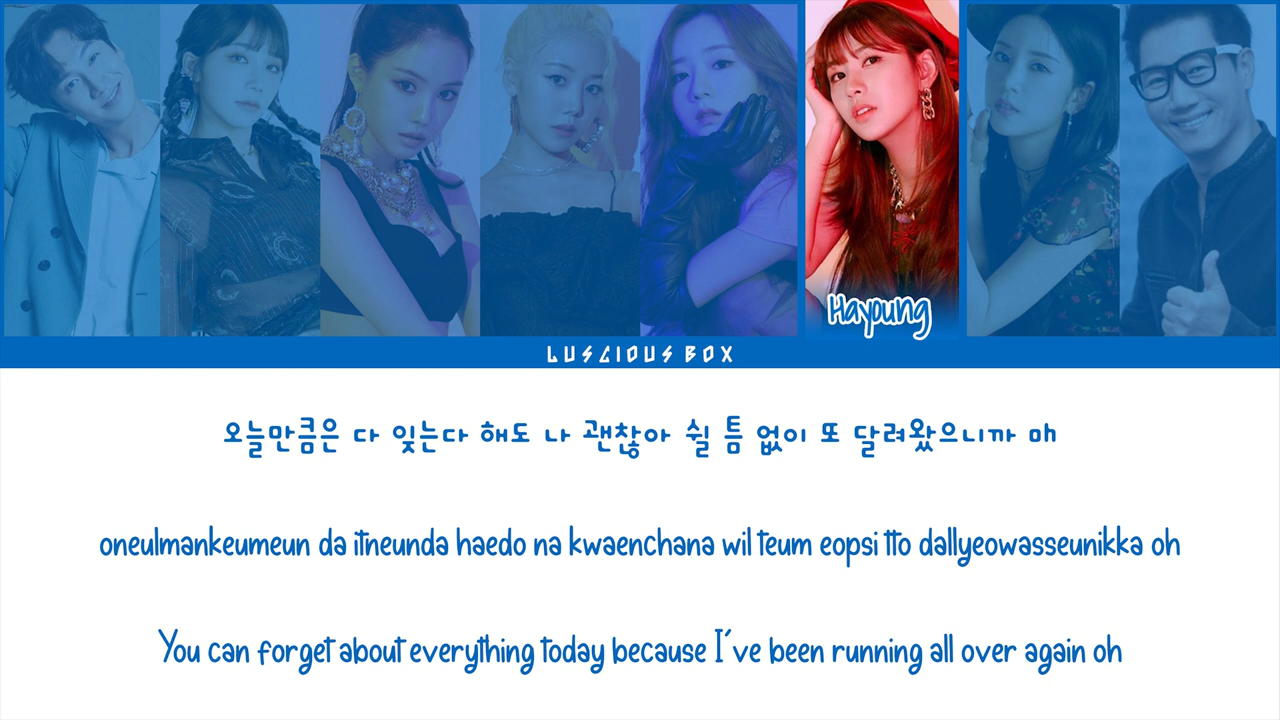 Hayoung
LUSCIOUS BOX
오늘만큼은 다 잊는다 해도 나 괜찮아 쉴 틈 없이 또 달려왔으니까 매
oneulmankeumeun da itneunda haedo na kwaenchana wil teum eopsi tto dallyeowasseunikka oh
You can forget about everything today because I've been running all over again oh